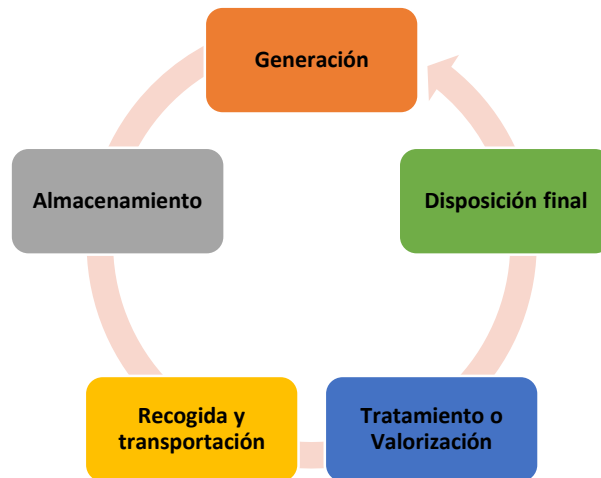 Generación
Almacenamiento
Disposición final
Recogida y
transportación
Tratamiento o
Valorización